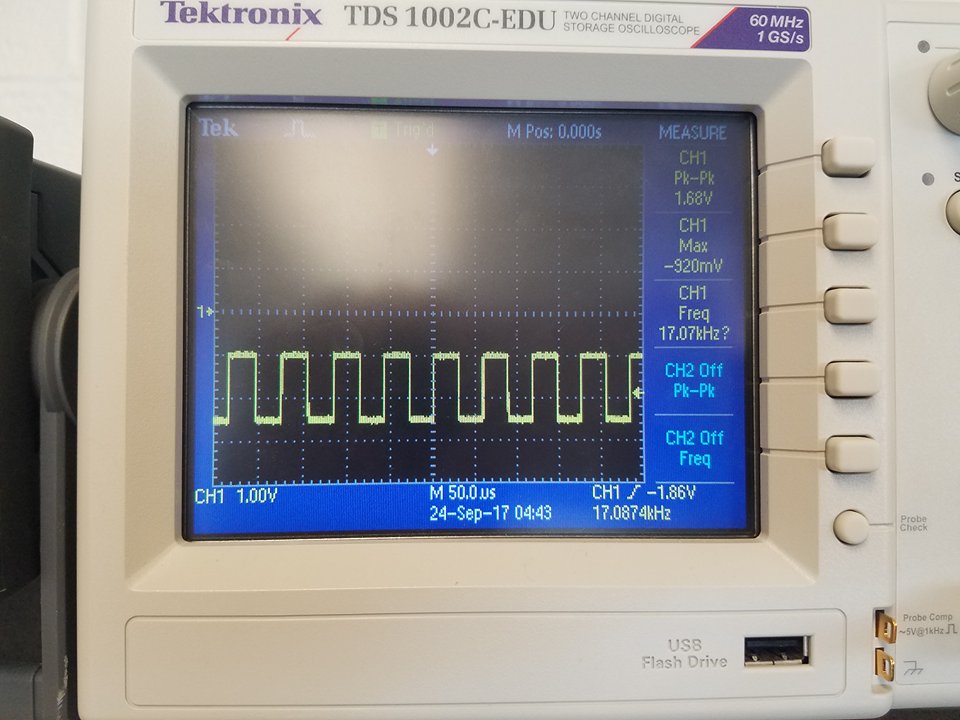 Tektronix TDS 1002C-EDU TWO CHANNEL DIGITAL STORAGE OSCILLOSCOPE
60 MHz
1 GS/s
Tek Trig'd M Pos: 0.000s MEASURE
CH1
Pk-Pk
1.68V
CH1
Max
-920mV
CH1
Freq
17.07kHz?
CH2 Off
Pk-Pk
CH2 Off
Freq
1
CH1 1.00V M 50.0us CH1 -1.86V
24-Sep-17 04:43 17.0874kHz
Probe
Check
Probe Comp
~5V@1kHz
USB
Flash Drive